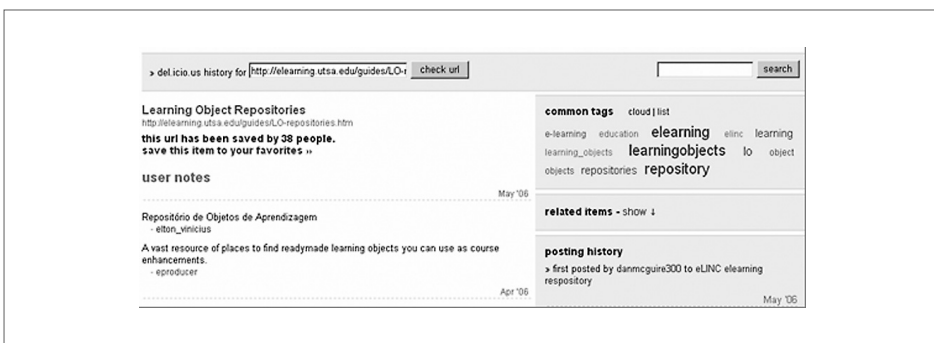 » del.icio.us history for http://elearning.utsa.edu/guides/LO-r check url search
Learning Object Repositories
http://elearning.utsa.edu/guides/LO-repositories.htm
this url has been saved by 38 people.
save this item to your favorites »
user notes
May '06
Repositório de Objetos de Aprendizagem
- elton_vinicius
A vast resource of places to find readymade learning objects you can use as course
enhancements.
- eproducer
Apr '06
common tags cloud | list
e-learning education elearning elinc learning
learning_objects learningobjects lo object
objects repositories repository
related items - show ↓
posting history
» first posted by danmcguire300 to eLINC elearning
respository
May '06